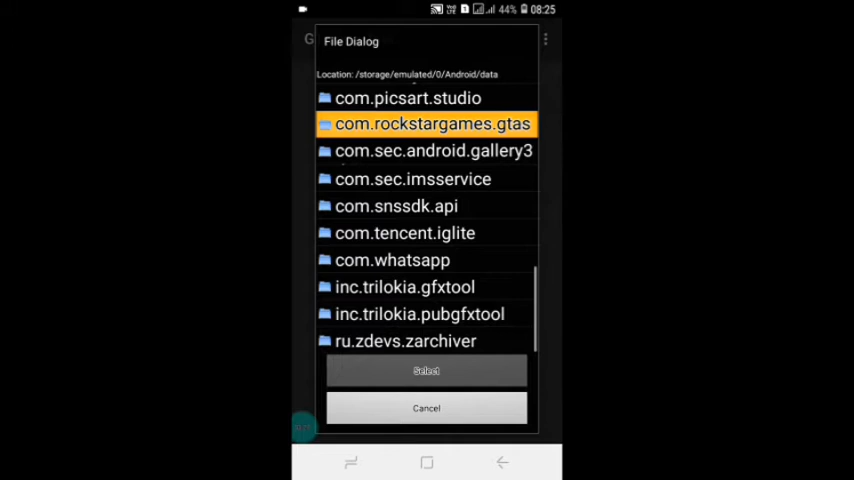 44% 08:25
G
File Dialog
Location: /storage/emulated/0/Android/data
com.picsart.studio
com.rockstargames.gtas
com.sec.android.gallery3
com.sec.imsservice
com.snssdk.api
com.tencent.iglite
com.whatsapp
inc.trilokia.gfxtool
inc.trilokia.pubgfxtool
ru.zdevs.zarchiver
Select
Cancel